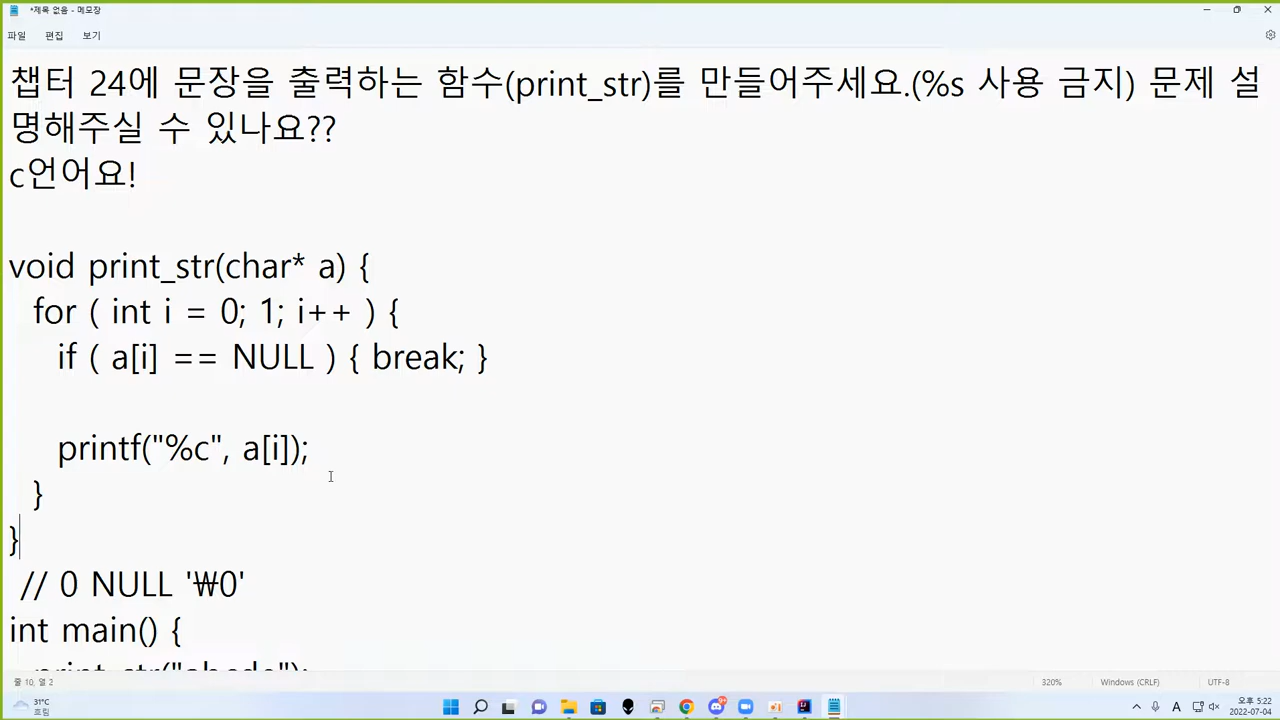 *제목 없음 - 메모장
파일 편집 보기
챕터 24에 문장을 출력하는 함수(print_str)를 만들어주세요.(%s 사용 금지) 문제 설
명해주실 수 있나요??
c언어요!
void print_str(char* a) {
for ( int i = 0; 1; i++ ) {
if ( a[i] == NULL ) { break; }
printf("%c", a[i]);
}
}
// 0 NULL '₩0'
int main() {
print_str("abcde");
줄 10, 열 2 320% Windows (CRLF) UTF-8
31°C
흐림
A 오후 5:22
2022-07-04